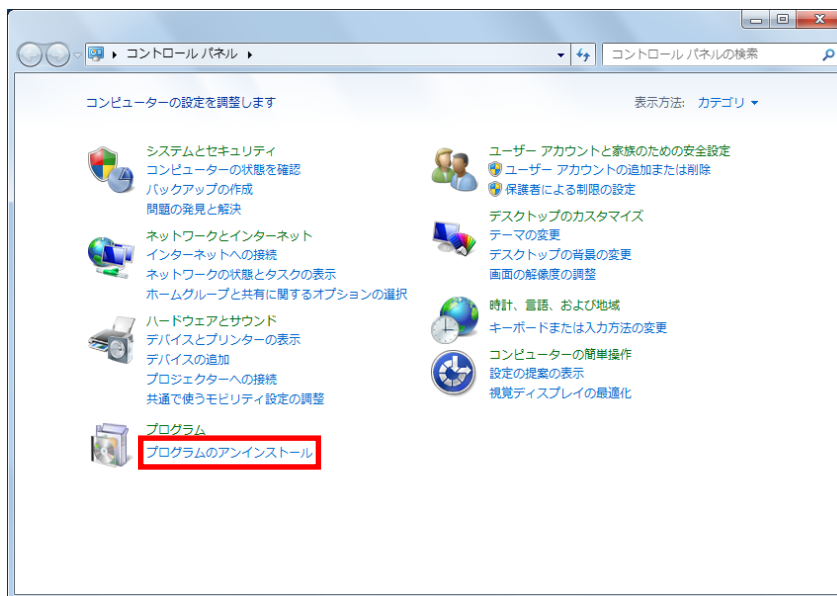 コントロール パネル
コントロール パネルの検索
コンピューターの設定を調整します
表示方法: カテゴリ
システムとセキュリティ
コンピューターの状態を確認
バックアップの作成
問題の発見と解決
ネットワークとインターネット
インターネットへの接続
ネットワークの状態とタスクの表示
ホームグループと共有に関するオプションの選択
ハードウェアとサウンド
デバイスとプリンターの表示
デバイスの追加
プロジェクターへの接続
共通で使うモビリティ設定の調整
プログラム
プログラムのアンインストール
ユーザー アカウントと家族のための安全設定
ユーザー アカウントの追加または削除
保護者による制限の設定
デスクトップのカスタマイズ
テーマの変更
デスクトップの背景の変更
画面の解像度の調整
時計、言語、および地域
キーボードまたは入力方法の変更
コンピューターの簡単操作
設定の提案の表示
視覚ディスプレイの最適化